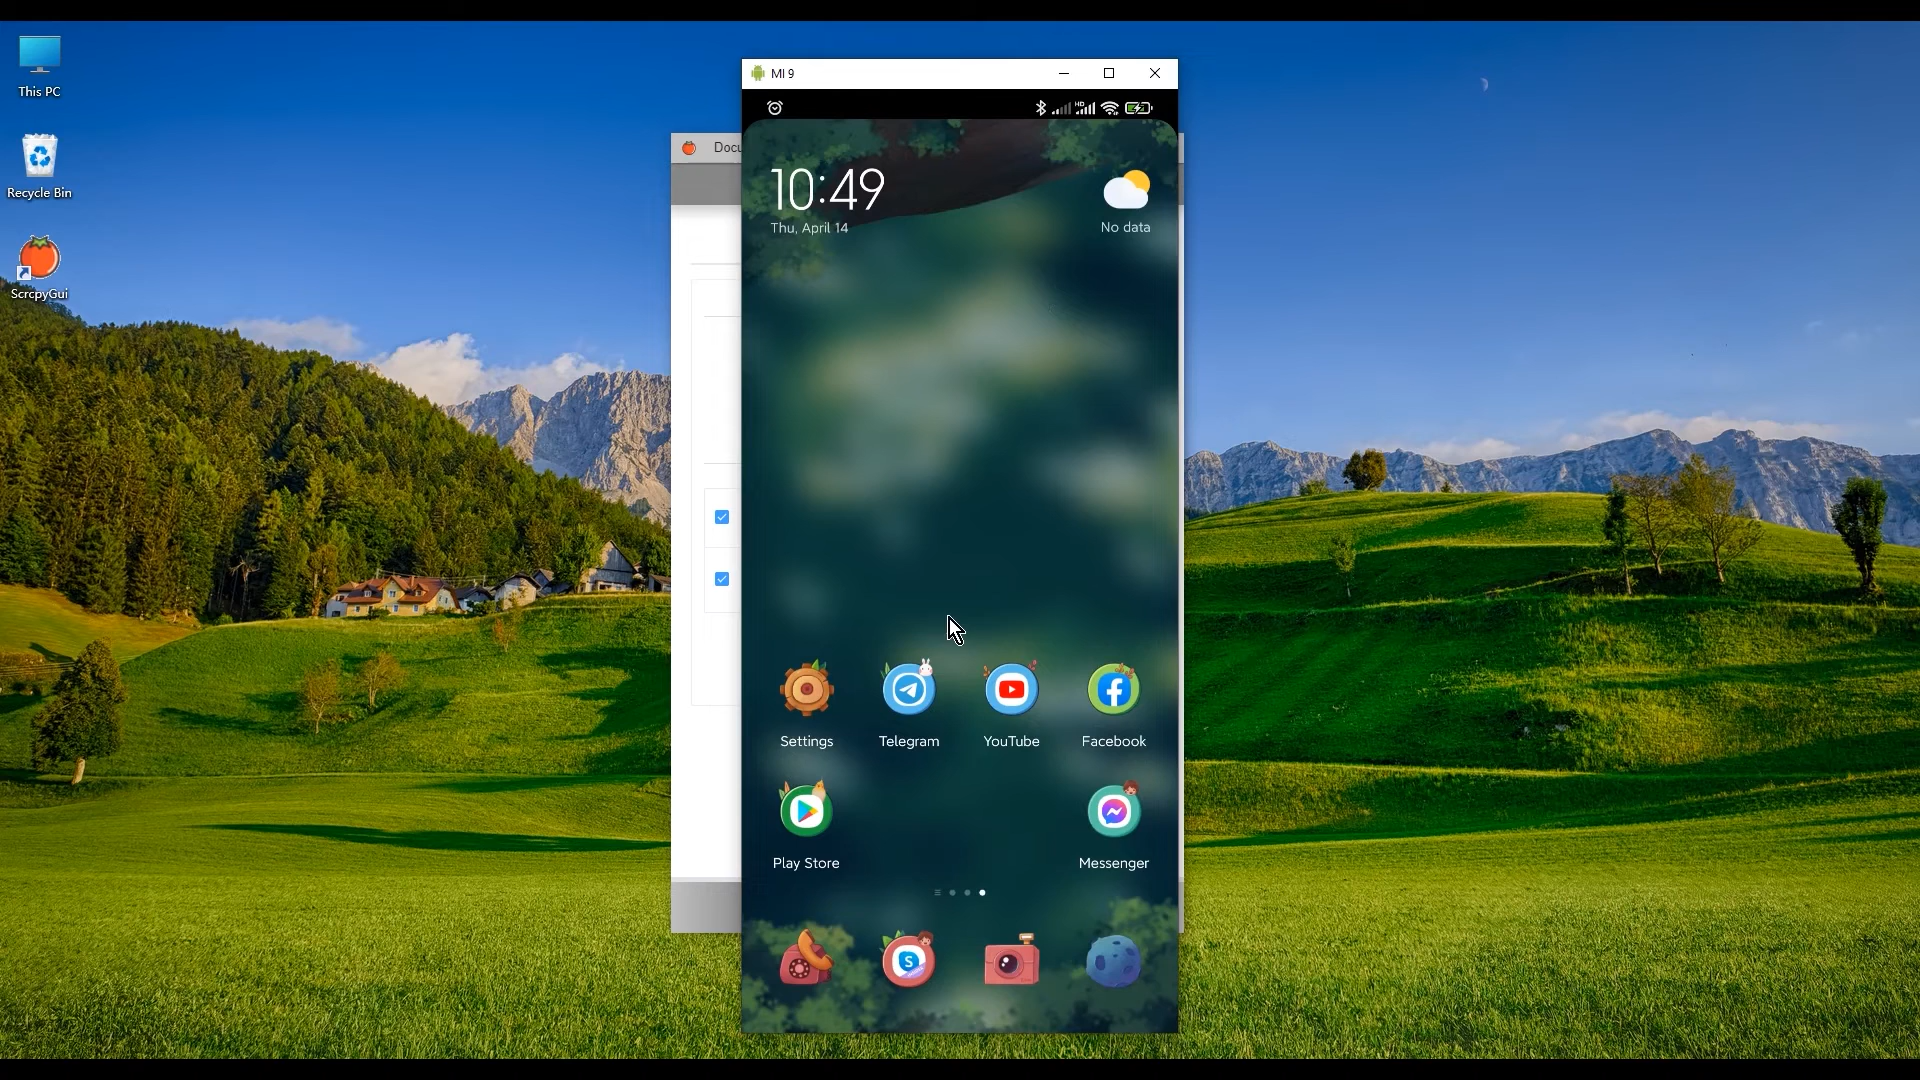 This PC
Recycle Bin
ScrcpyGui
MI 9
Docu
HD
10:49
Thu, April 14
No data
Settings
Telegram
YouTube
Facebook
Play Store
Messenger
S